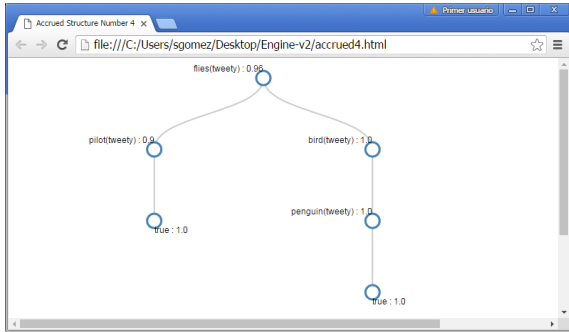 Primer usuano
Accrued Structure Number 4
file:///C:/Users/sgomez/Desktop/Engine-v2/accrued4.html
flies(tweety) : 0.96
pilot(tweety) : 0.9
bird(tweety) : 1.0
penguin(tweety) : 1.0
true : 1.0
true : 1.0